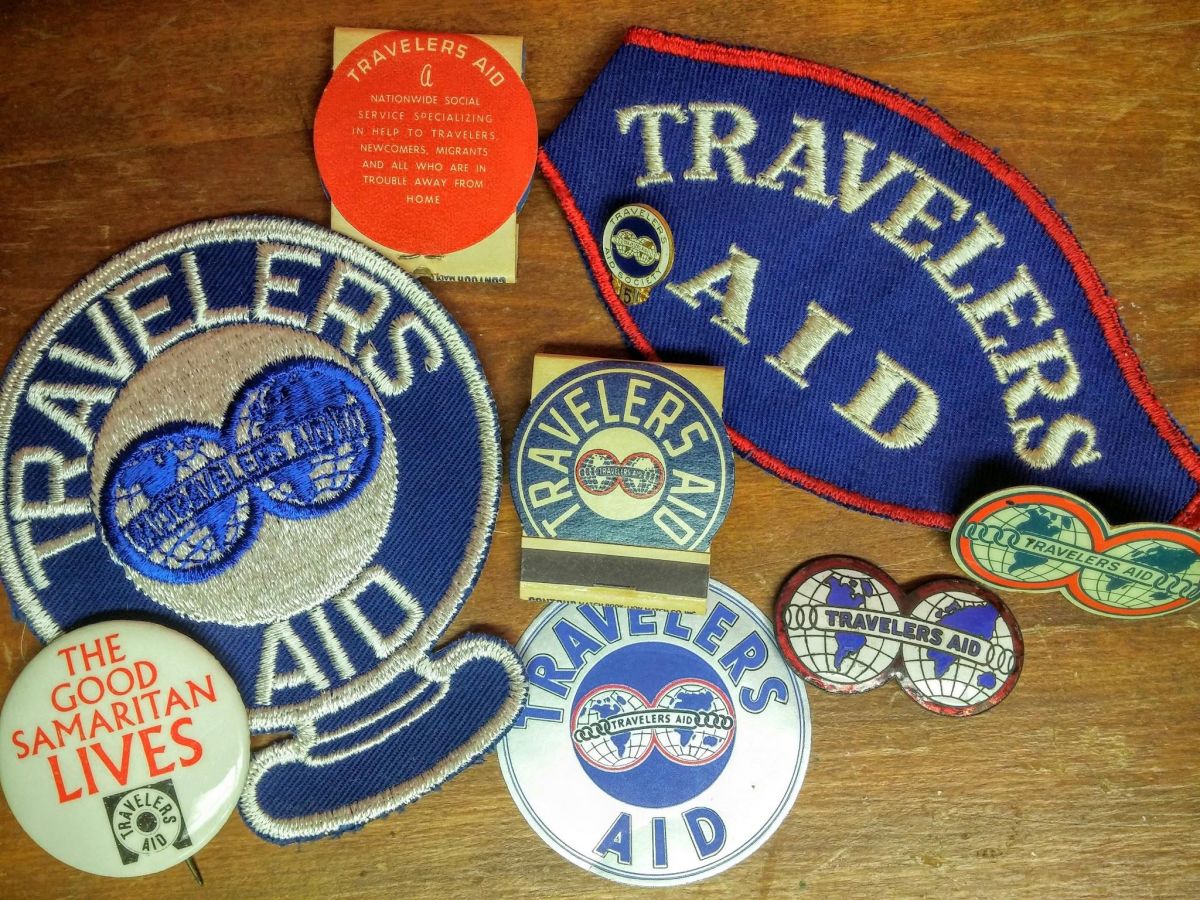 TRAVELERS AID
a
NATIONWIDE SOCIAL
SERVICE SPECIALIZING
IN HELP TO TRAVELERS,
NEWCOMERS, MIGRANTS
AND ALL WHO ARE IN
TROUBLE AWAY FROM
HOME
TRAVELERS
AID
TRAVELERS
AID SOCIETY
TRAVELERS
TRAVELERS AID
AID
TRAVELERS AID
TRAVELERS AID
TRAVELERS AID
TRAVELERS AID
THE
GOOD
SAMARITAN
LIVES
TRAVELERS
AID
TRAVELERS
TRAVELERS AID
AID